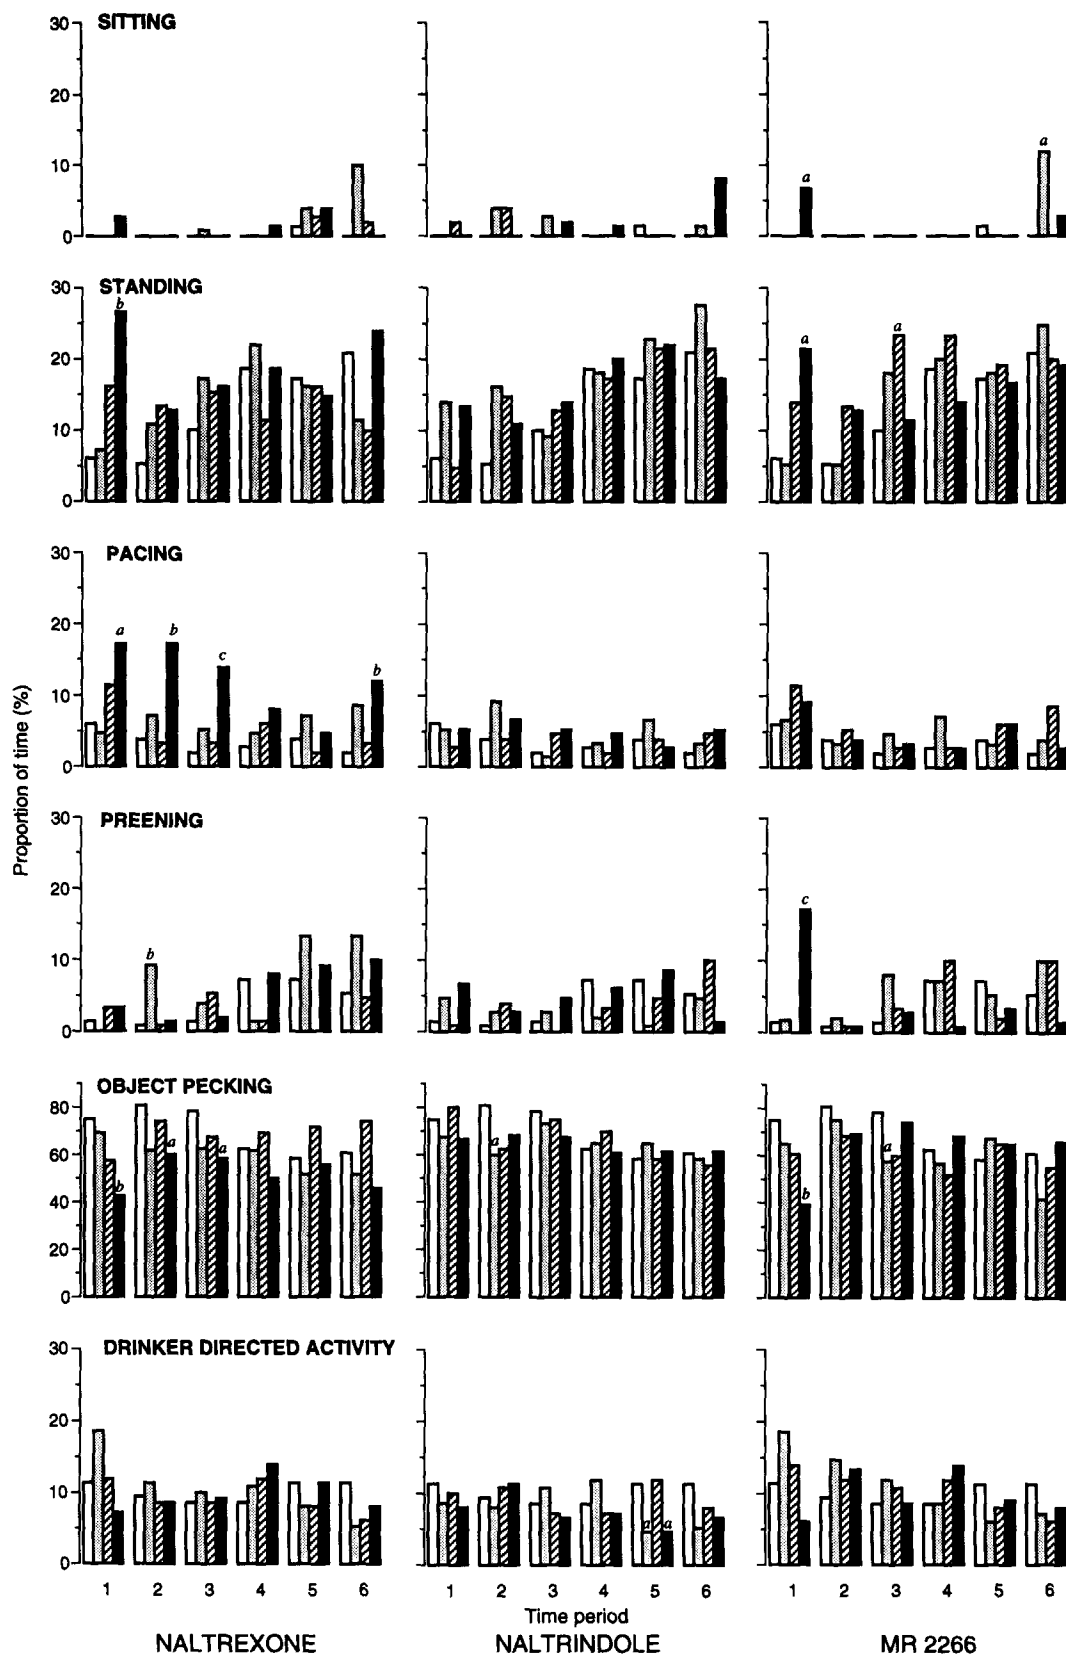 SITTING
30
20
10
0
a
a
STANDING
30
20
10
0
b
a
a
PACING
30
20
10
0
a
b
c
b
Proportion of time (%)
PREENING
30
20
10
0
b
c
OBJECT PECKING
80
60
40
20
0
b
a
a
a
a
b
DRINKER DIRECTED ACTIVITY
30
20
10
0
a
a
1 2 3 4 5 6 1 2 3 4 5 6 1 2 3 4 5 6
Time period
NALTREXONE NALTRINDOLE MR 2266